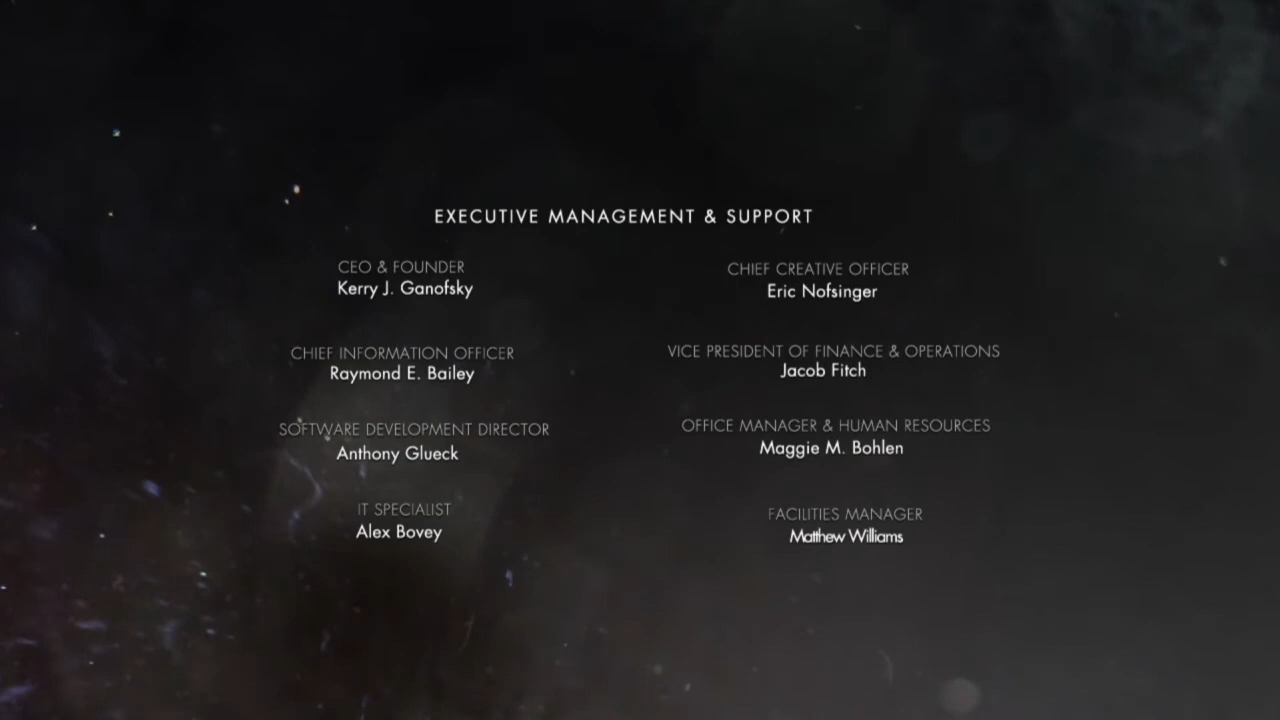 EXECUTIVE MANAGEMENT & SUPPORT
CEO & FOUNDER
Kerry J. Ganofsky
CHIEF CREATIVE OFFICER
Eric Nofsinger
CHIEF INFORMATION OFFICER
Raymond E. Bailey
VICE PRESIDENT OF FINANCE & OPERATIONS
Jacob Fitch
SOFTWARE DEVELOPMENT DIRECTOR
Anthony Glueck
OFFICE MANAGER & HUMAN RESOURCES
Maggie M. Bohlen
IT SPECIALIST
Alex Bovey
FACILITIES MANAGER
Matthew Williams